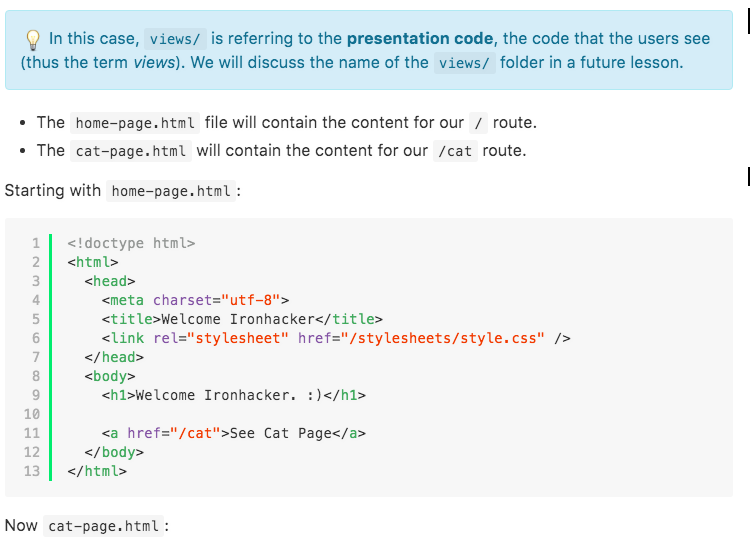 In this case, views/ is referring to the presentation code, the code that the users see
(thus the term views). We will discuss the name of the views/ folder in a future lesson.
• The home-page.html file will contain the content for our / route.
• The cat-page.html will contain the content for our /cat route.
Starting with home-page.html:
1 <!doctype html>
2 <html>
3   <head>
4     <meta charset="utf-8">
5     <title>Welcome Ironhacker</title>
6     <link rel="stylesheet" href="/stylesheets/style.css" />
7   </head>
8   <body>
9     <h1>Welcome Ironhacker. :)</h1>
10
11     <a href="/cat">See Cat Page</a>
12   </body>
13 </html>
Now cat-page.html: